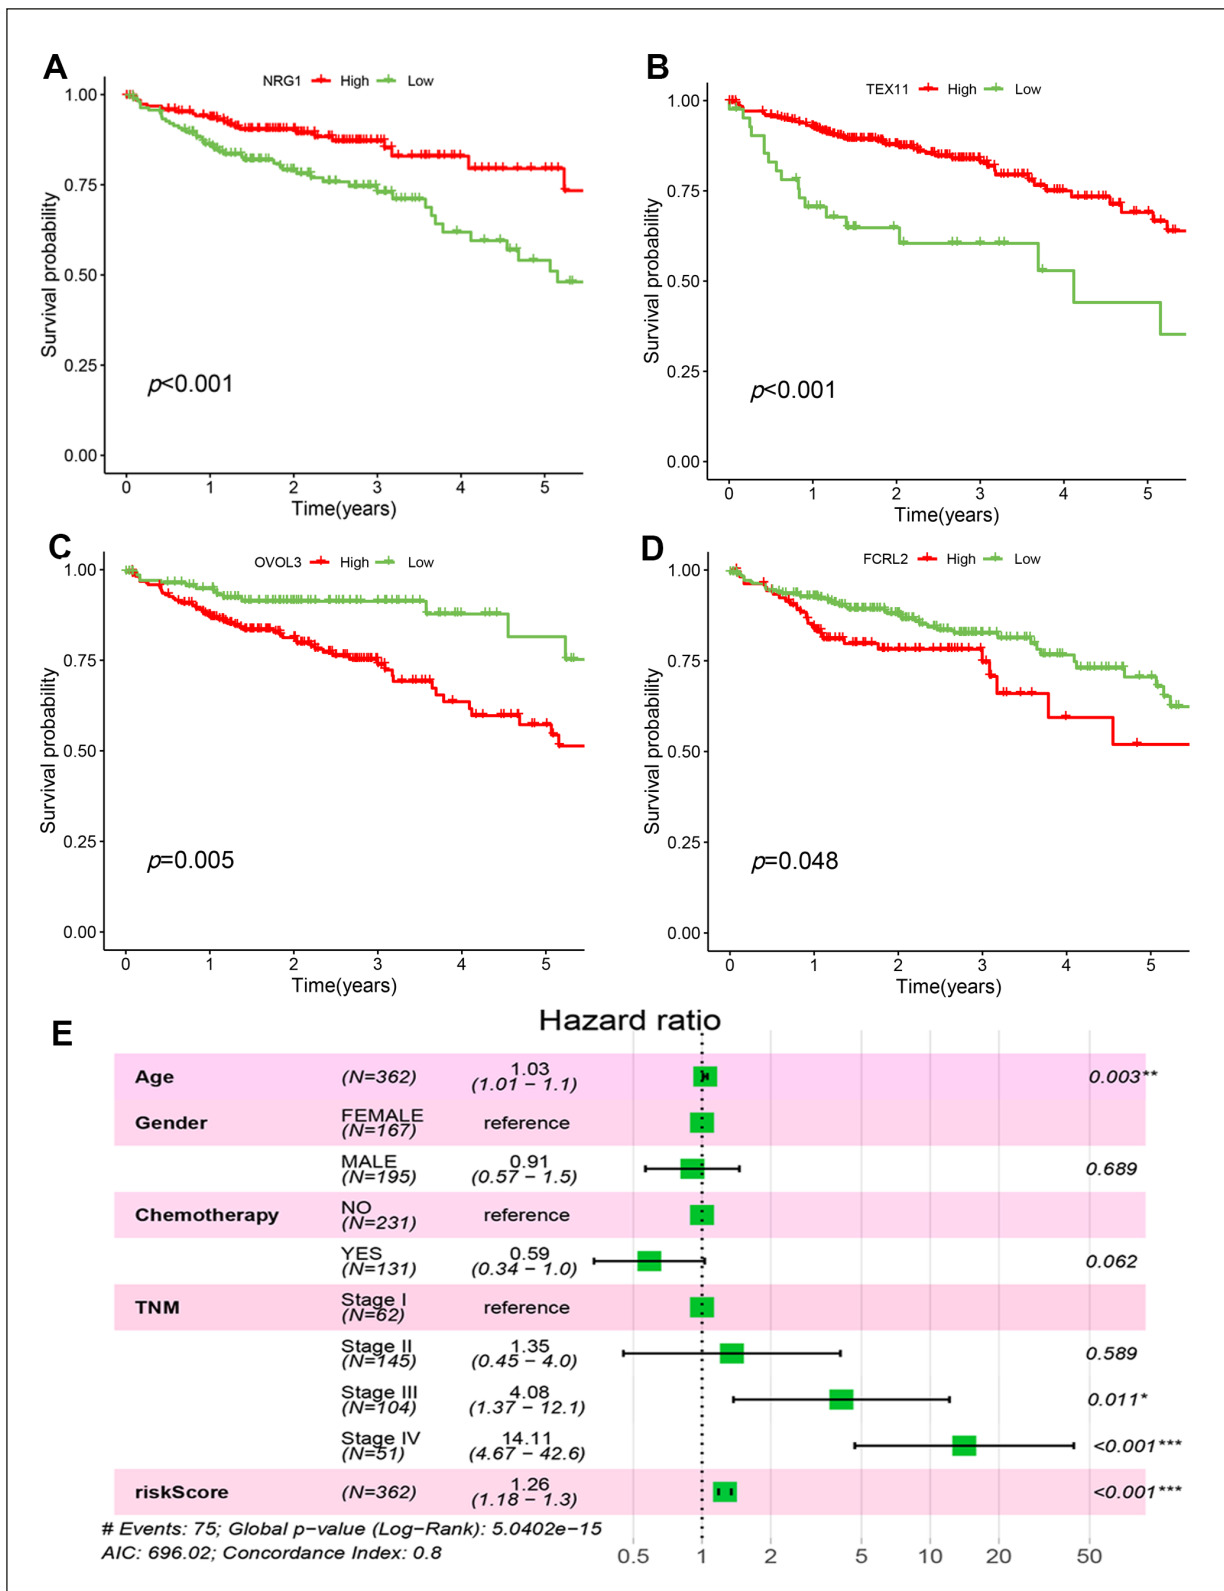 A
NRG1 High Low
Survival probability
1.00
0.75
0.50
0.25
0.00
p<0.001
0 1 2 3 4 5
Time(years)
B
TEX11 High Low
Survival probability
1.00
0.75
0.50
0.25
0.00
p<0.001
0 1 2 3 4 5
Time(years)
C
OVOL3 High Low
Survival probability
1.00
0.75
0.50
0.25
0.00
p=0.005
0 1 2 3 4 5
Time(years)
D
FCRL2 High Low
Survival probability
1.00
0.75
0.50
0.25
0.00
p=0.048
0 1 2 3 4 5
Time(years)
E
Hazard ratio
Age (N=362) 1.03 (1.01 − 1.1) 0.003**
Gender FEMALE (N=167) reference
MALE (N=195) 0.91 (0.57 − 1.5) 0.689
Chemotherapy NO (N=231) reference
YES (N=131) 0.59 (0.34 − 1.0) 0.062
TNM Stage I (N=62) reference
Stage II (N=145) 1.35 (0.45 − 4.0) 0.589
Stage III (N=104) 4.08 (1.37 − 12.1) 0.011*
Stage IV (N=51) 14.11 (4.67 − 42.6) <0.001***
riskScore (N=362) 1.26 (1.18 − 1.3) <0.001***
# Events: 75; Global p−value (Log−Rank): 5.0402e−15
AIC: 696.02; Concordance Index: 0.8
0.5 1 2 5 10 20 50